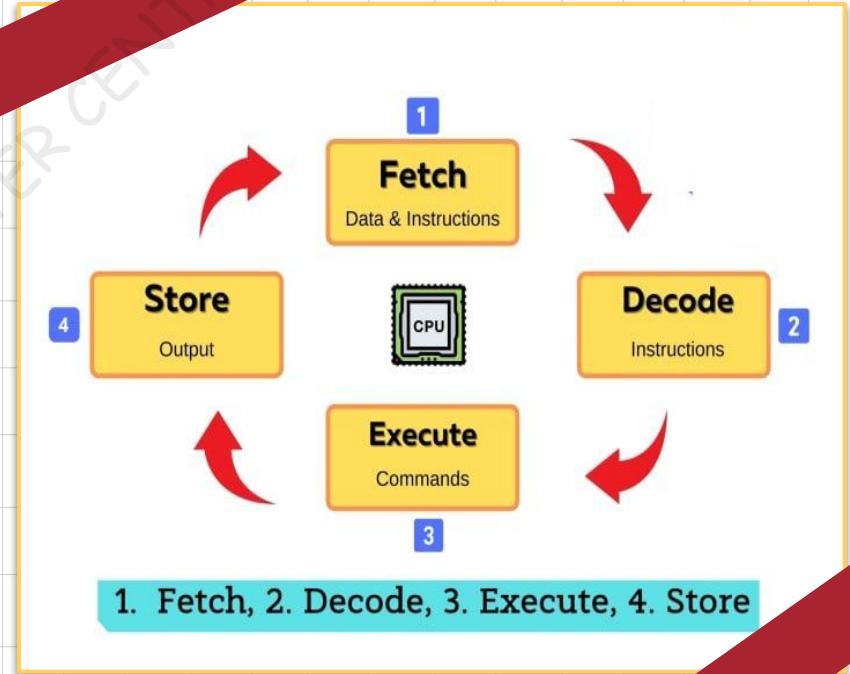 1
Fetch
Data & Instructions
Decode
Instructions
2
Execute
Commands
3
Store
Output
4
CPU
1. Fetch, 2. Decode, 3. Execute, 4. Store